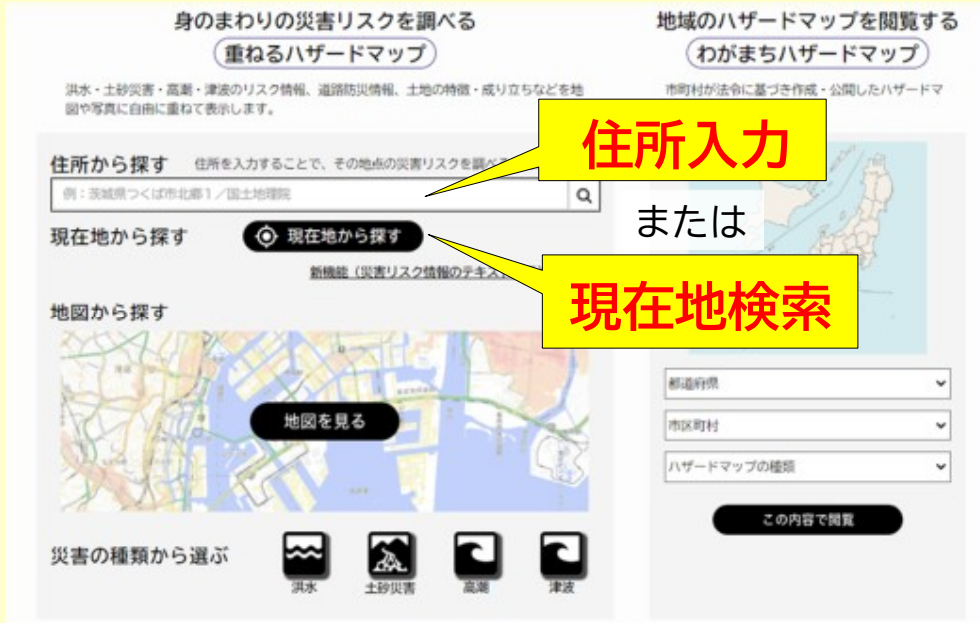 身のまわりの災害リスクを調べる
重ねるハザードマップ
洪水・土砂災害・高潮・津波のリスク情報、道路防災情報、土地の特徴・成り立ちなどを地
図や写真に自由に重ねて表示します。
住所から探す
住所を入力することで、その地点の災害リスクを調べ
例：茨城県つくば市北郷1／国土地理院
現在地から探す
現在地から探す
新機能（災害リスク情報のテキスト
地図から探す
地図を見る
災害の種類から選ぶ
洪水
土砂災害
高潮
津波
住所入力
または
現在地検索
地域のハザードマップを閲覧する
わがまちハザードマップ
市町村が法令に基づき作成・公開したハザードマ
都道府県
市区町村
ハザードマップの種類
この内容で閲覧